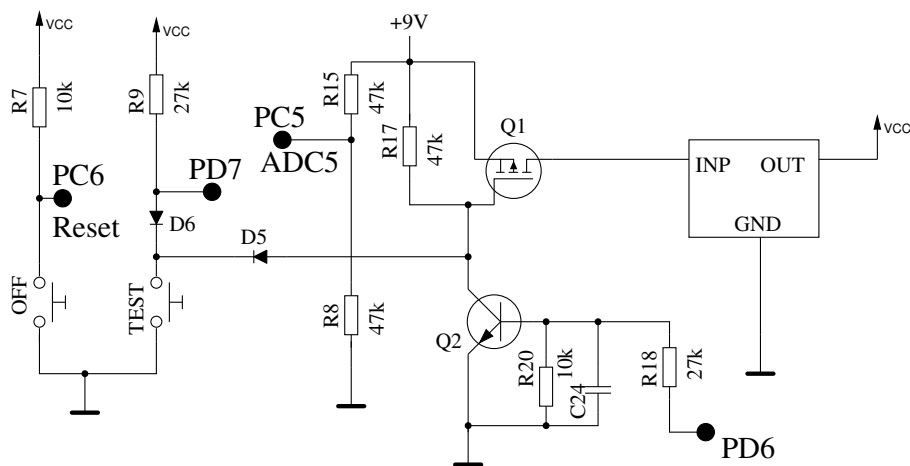 VCC
VCC
+9V
R7
10k
R9
27k
R15
47k
PC5
ADC5
R17
47k
Q1
VCC
INP
OUT
GND
PC6
Reset
PD7
D6
D5
OFF
TEST
R8
47k
Q2
R20
10k
C24
R18
27k
PD6